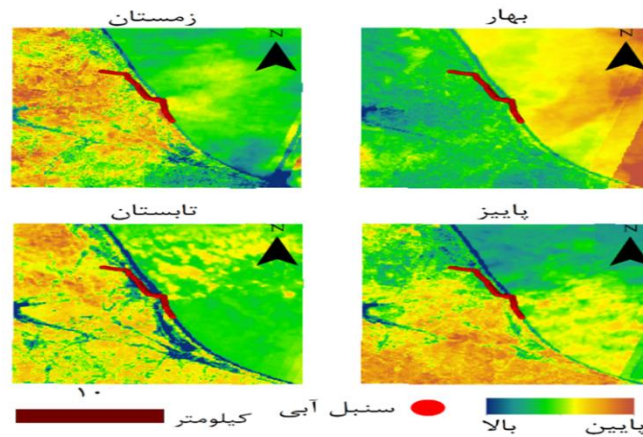 بهار زمستان
N N
پاییز تابستان
N N
۱۰
کیلومتر سنبل آبی
پایین بالا